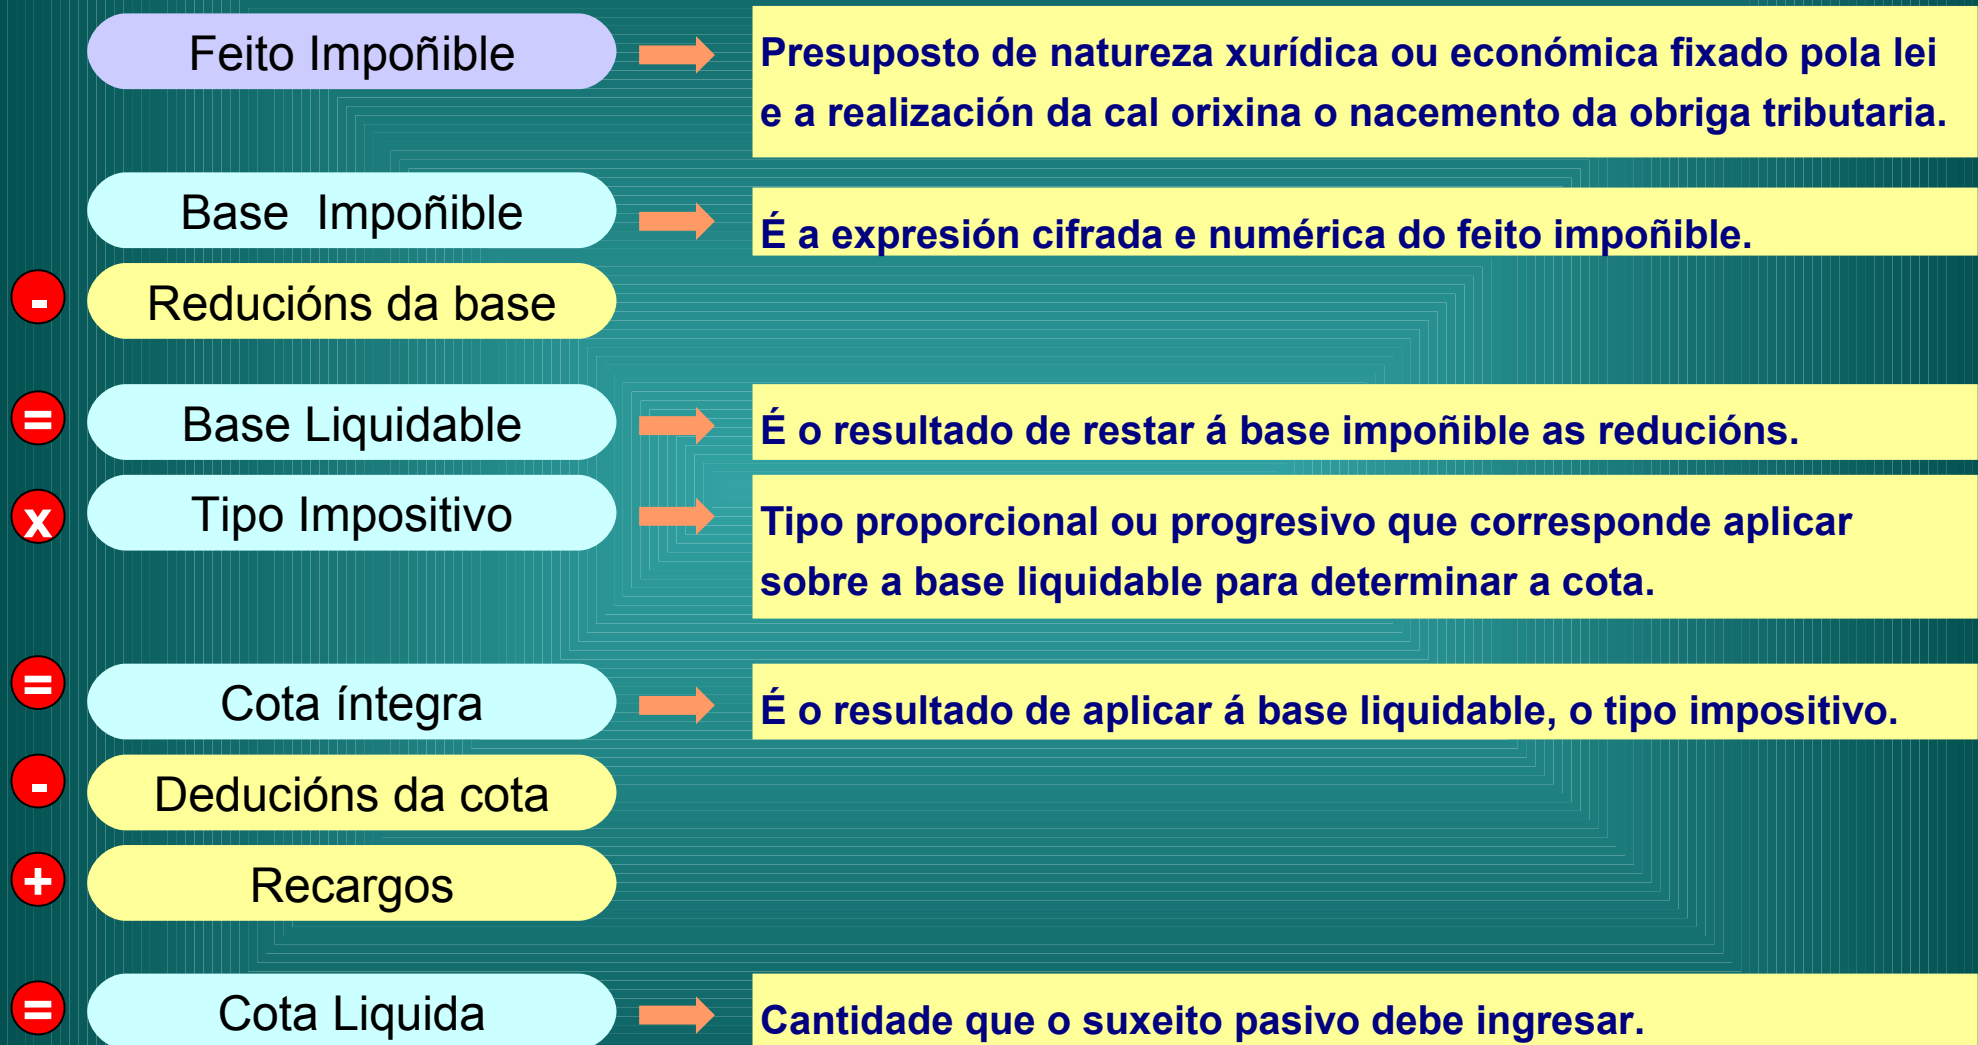 Feito Impoñible
Presuposto de natureza xurídica ou económica fixado pola lei
e a realización da cal orixina o nacemento da obriga tributaria.
Base Impoñible
É a expresión cifrada e numérica do feito impoñible.
- Reducións da base
= Base Liquidable
É o resultado de restar á base impoñible as reducións.
x Tipo Impositivo
Tipo proporcional ou progresivo que corresponde aplicar
sobre a base liquidable para determinar a cota.
= Cota íntegra
É o resultado de aplicar á base liquidable, o tipo impositivo.
- Deducións da cota
+ Recargos
= Cota Liquida
Cantidade que o suxeito pasivo debe ingresar.